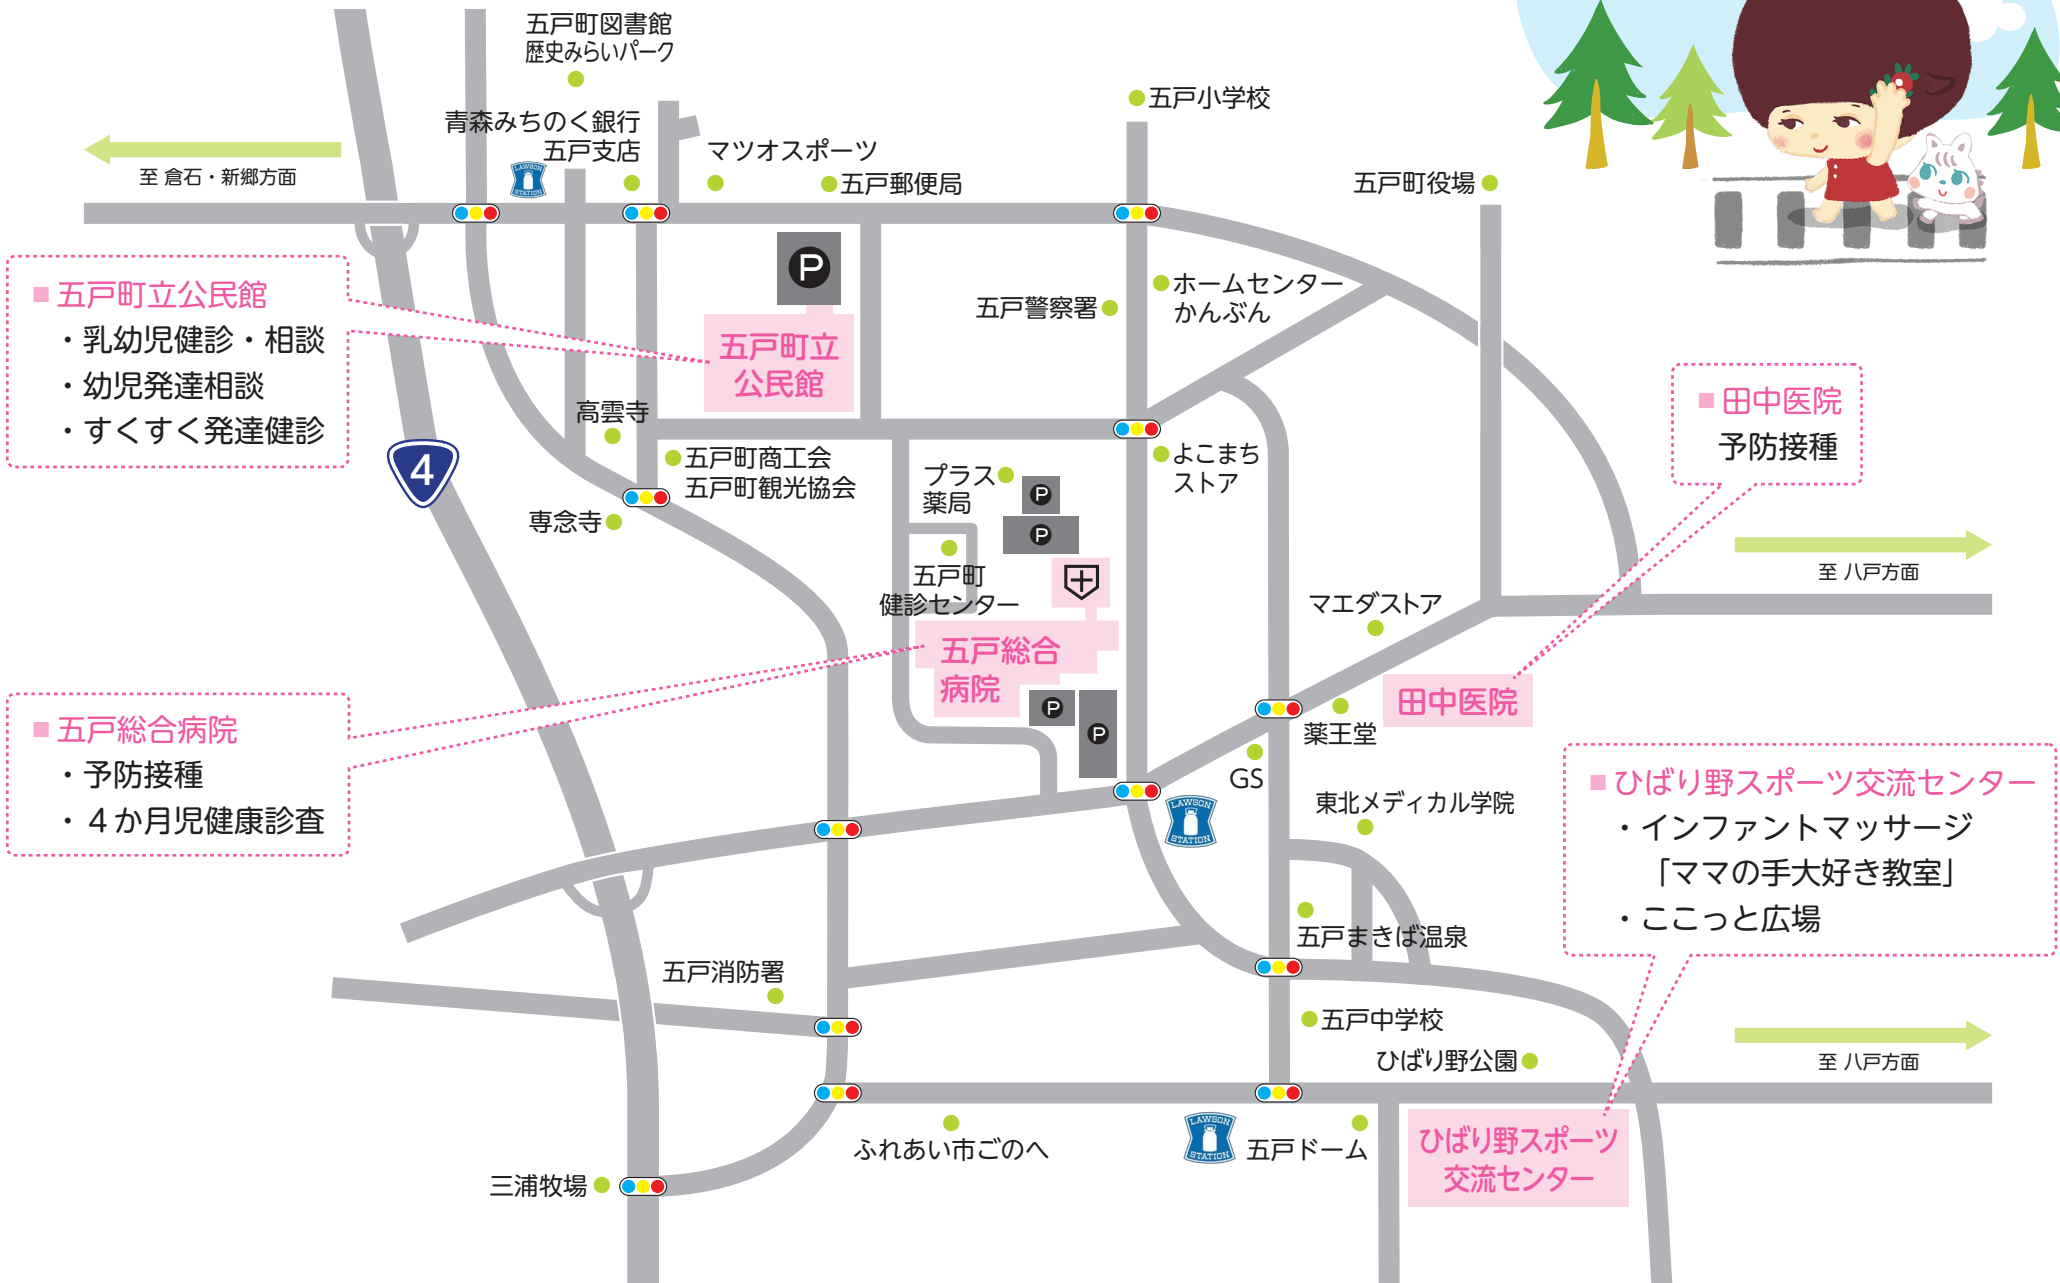 五戸町図書館
歴史みらいパーク
青森みちのく銀行
五戸支店
LAWSON
STATION
マツオスポーツ
五戸郵便局
五戸小学校
五戸町役場
至 倉石・新郷方面
P
五戸町立
公民館
■ 五戸町立公民館
・乳幼児健診・相談
・幼児発達相談
・すくすく発達健診
五戸警察署
ホームセンター
かんぶん
■ 田中医院
予防接種
4
高雲寺
五戸町商工会
五戸町観光協会
専念寺
プラス
薬局
P
P
よこまち
ストア
五戸町
健診センター
至 八戸方面
マエダストア
五戸総合
病院
P
P
田中医院
薬王堂
GS
■ 五戸総合病院
・予防接種
・４か月児健康診査
LAWSON
STATION
東北メディカル学院
■ ひばり野スポーツ交流センター
・インファントマッサージ
「ママの手大好き教室」
・ここっと広場
五戸まきば温泉
五戸消防署
五戸中学校
ひばり野公園
至 八戸方面
ふれあい市ごのへ
LAWSON
STATION
五戸ドーム
ひばり野スポーツ
交流センター
三浦牧場